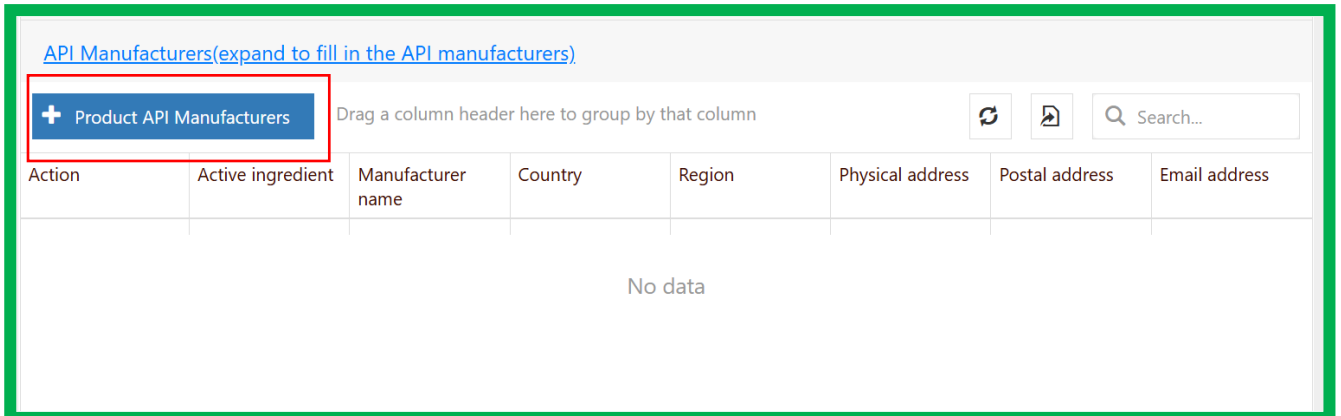 API Manufacturers(expand to fill in the API manufacturers)
Product API Manufacturers
Drag a column header here to group by that column
Search...
Action
Active ingredient
Manufacturer
name
Country
Region
Physical address
Postal address
Email address
No data